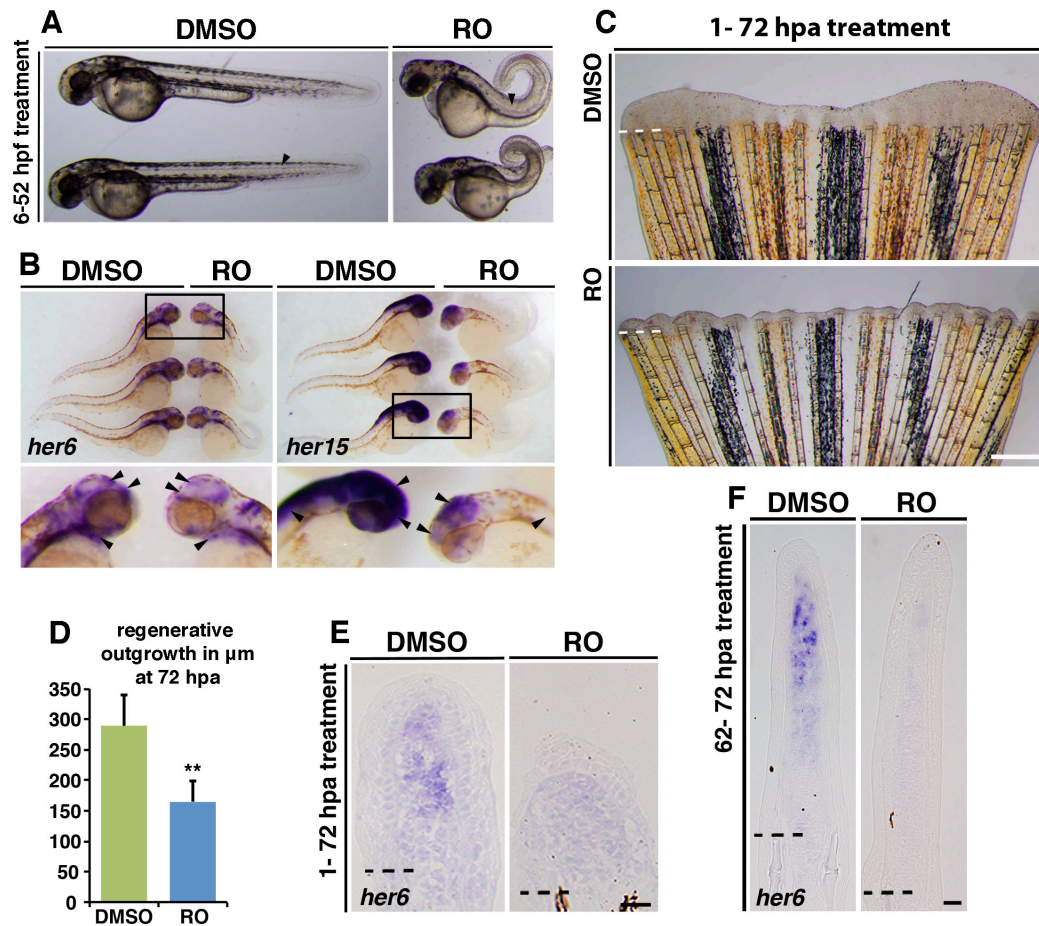 A
DMSO
RO
6-52 hpf treatment
B
DMSO
RO
DMSO
RO
her6
her15
C
1- 72 hpa treatment
DMSO
RO
D
regenerative
outgrowth in µm
at 72 hpa
350
300
250
200
150
100
50
0
**
DMSO
RO
E
DMSO
RO
1- 72 hpa treatment
her6
F
DMSO
RO
62- 72 hpa treatment
her6